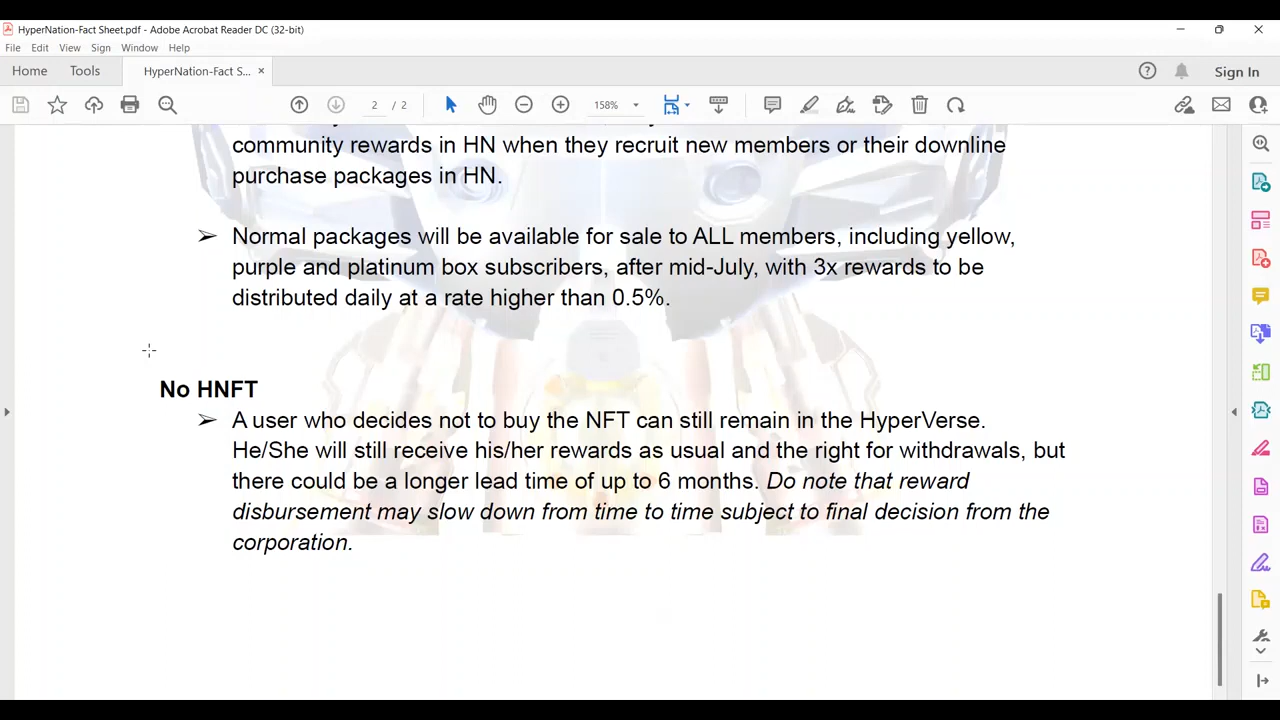 HyperNation-Fact Sheet.pdf - Adobe Acrobat Reader DC (32-bit)
File Edit View Sign Window Help
Home Tools HyperNation-Fact S... × Sign In
2 / 2 158%
community rewards in HN when they recruit new members or their downline
purchase packages in HN.
➢ Normal packages will be available for sale to ALL members, including yellow,
purple and platinum box subscribers, after mid-July, with 3x rewards to be
distributed daily at a rate higher than 0.5%.
No HNFT
➢ A user who decides not to buy the NFT can still remain in the HyperVerse.
He/She will still receive his/her rewards as usual and the right for withdrawals, but
there could be a longer lead time of up to 6 months. Do note that reward
disbursement may slow down from time to time subject to final decision from the
corporation.